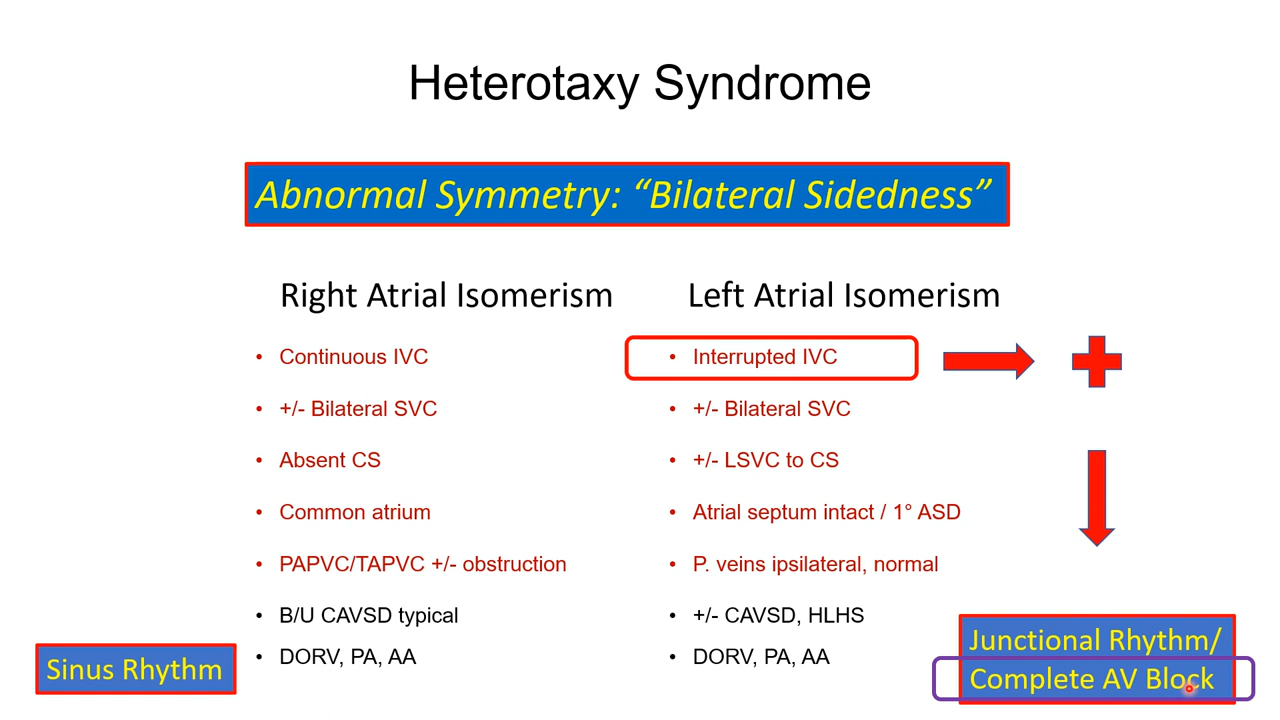 Heterotaxy Syndrome
Abnormal Symmetry: “Bilateral Sidedness”
Right Atrial Isomerism
• Continuous IVC
• +/- Bilateral SVC
• Absent CS
• Common atrium
• PAPVC/TAPVC +/- obstruction
• B/U CAVSD typical
• DORV, PA, AA
Sinus Rhythm
Left Atrial Isomerism
• Interrupted IVC
• +/- Bilateral SVC
• +/- LSVC to CS
• Atrial septum intact / 1° ASD
• P. veins ipsilateral, normal
• +/- CAVSD, HLHS
• DORV, PA, AA
Junctional Rhythm/
Complete AV Block